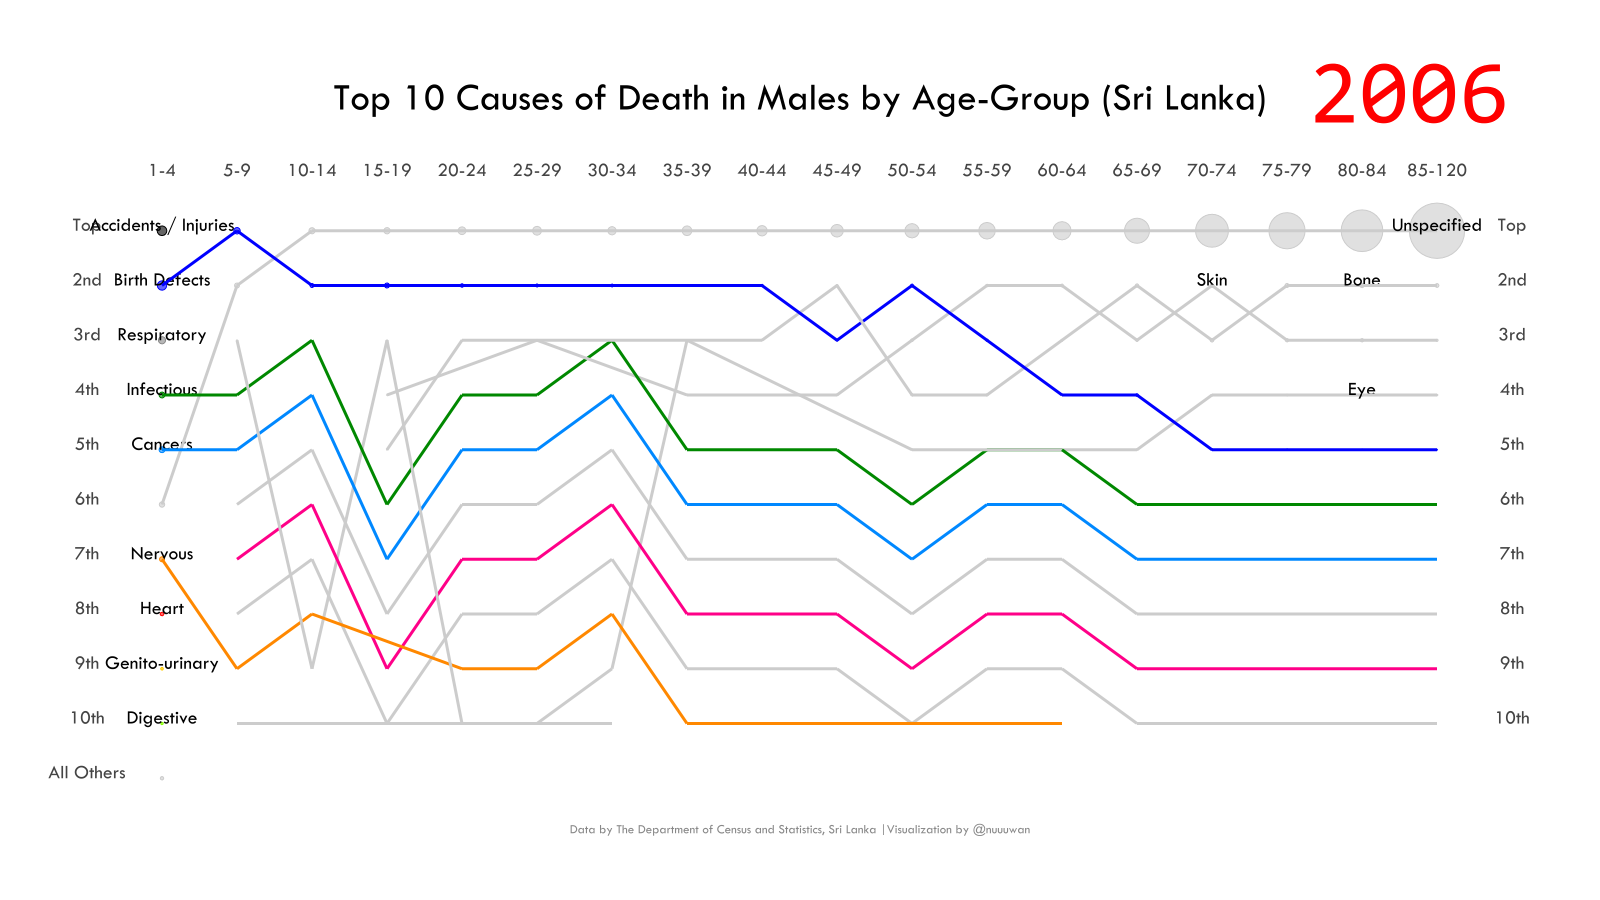 2006
Top 10 Causes of Death in Males by Age-Group (Sri Lanka)
1-4 5-9 10-14 15-19 20-24 25-29 30-34 35-39 40-44 45-49 50-54 55-59 60-64 65-69 70-74 75-79 80-84 85-120
Top Accidents / Injuries Unspecified Top
2nd Birth Defects Skin Bone 2nd
3rd Respiratory 3rd
4th Infectious Eye 4th
5th Cancers 5th
6th 6th
7th Nervous 7th
8th Heart 8th
9th Genito-urinary 9th
10th Digestive 10th
All Others
Data by The Department of Census and Statistics, Sri Lanka | Visualization by @nuuuwan